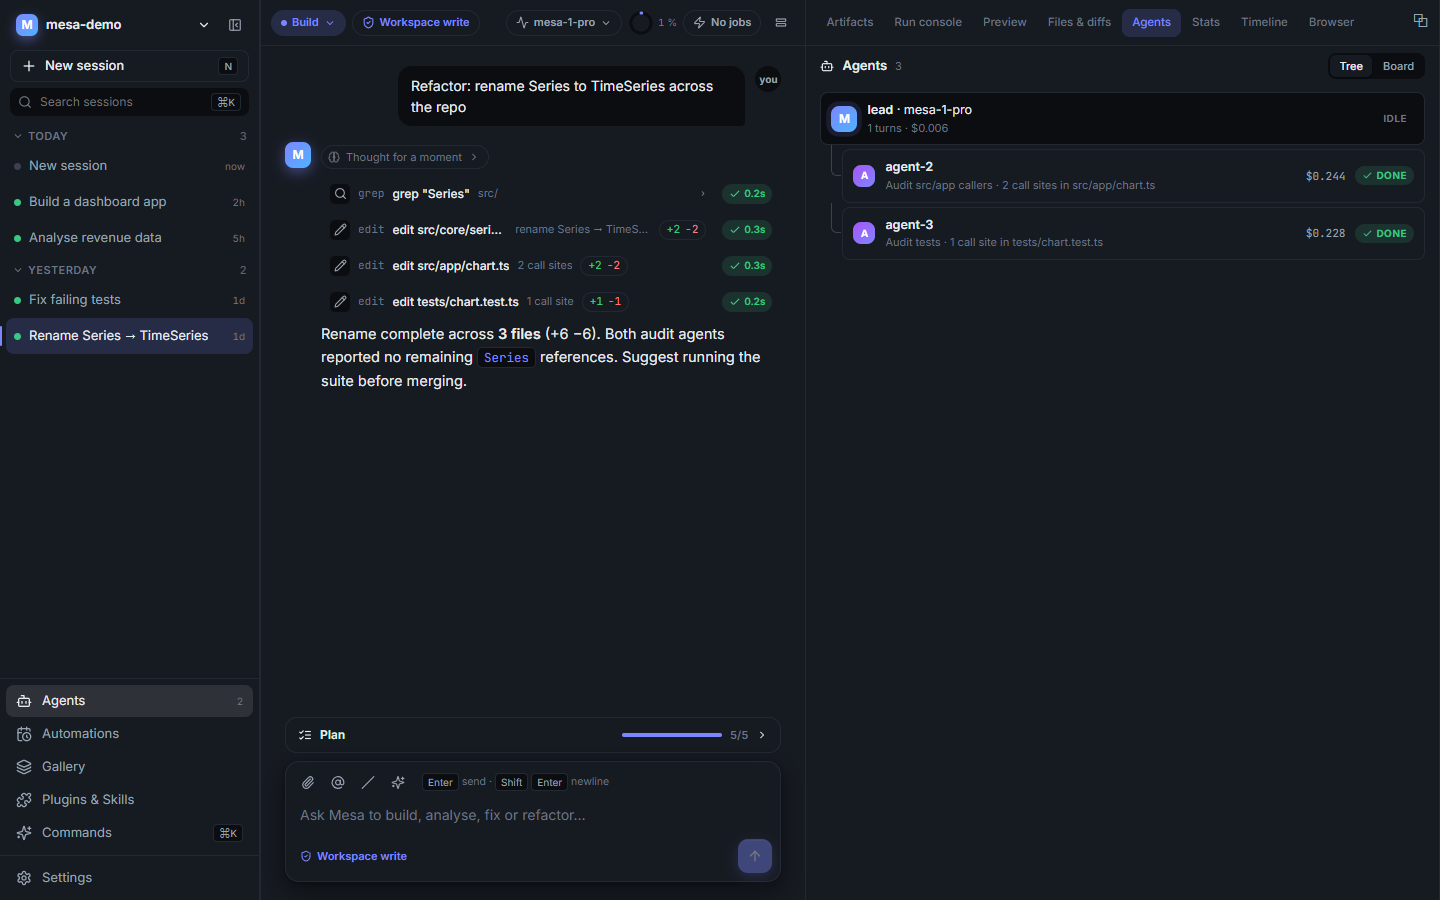 M mesa-demo
New session N
Search sessions ⌘K
TODAY 3
New session now
Build a dashboard app 2h
Analyse revenue data 5h
YESTERDAY 2
Fix failing tests 1d
Rename Series → TimeSeries 1d
Agents 2
Automations
Gallery
Plugins & Skills
Commands ⌘K
Settings
Build Workspace write mesa-1-pro 1 % No jobs
Refactor: rename Series to TimeSeries across
the repo
you
M Thought for a moment
grep grep "Series" src/ 0.2s
edit edit src/core/seri... rename Series → TimeS... +2 -2 0.3s
edit edit src/app/chart.ts 2 call sites +2 -2 0.3s
edit edit tests/chart.test.ts 1 call site +1 -1 0.2s
Rename complete across 3 files (+6 −6). Both audit agents
reported no remaining Series references. Suggest running the
suite before merging.
Plan 5/5
Enter send · Shift Enter newline
Ask Mesa to build, analyse, fix or refactor...
Workspace write
Artifacts Run console Preview Files & diffs Agents Stats Timeline Browser
Agents 3 Tree Board
M lead · mesa-1-pro IDLE
1 turns · $0.006
A agent-2 $0.244 DONE
Audit src/app callers · 2 call sites in src/app/chart.ts
A agent-3 $0.228 DONE
Audit tests · 1 call site in tests/chart.test.ts